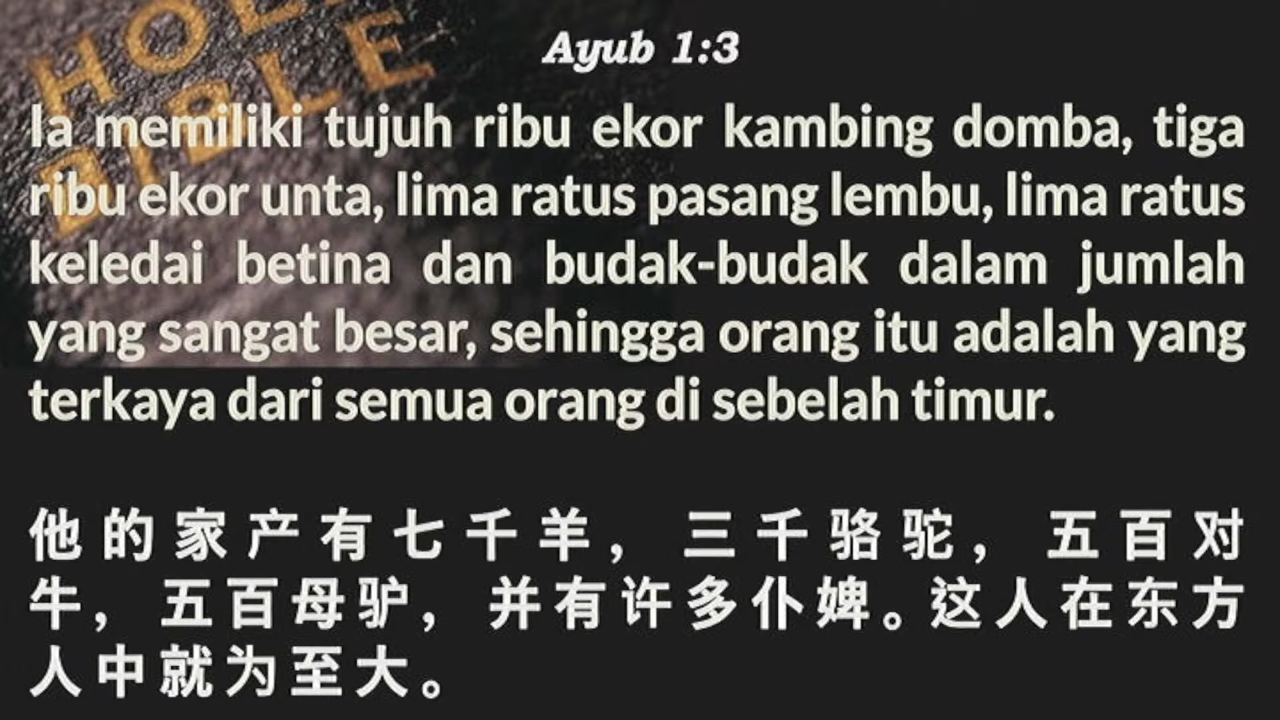 HOLY
BIBLE
Ayub 1:3
Ia memiliki tujuh ribu ekor kambing domba, tiga
ribu ekor unta, lima ratus pasang lembu, lima ratus
keledai betina dan budak-budak dalam jumlah
yang sangat besar, sehingga orang itu adalah yang
terkaya dari semua orang di sebelah timur.
他的家产有七千羊，三千骆驼，五百对
牛，五百母驴，并有许多仆婢。这人在东方
人中就为至大。